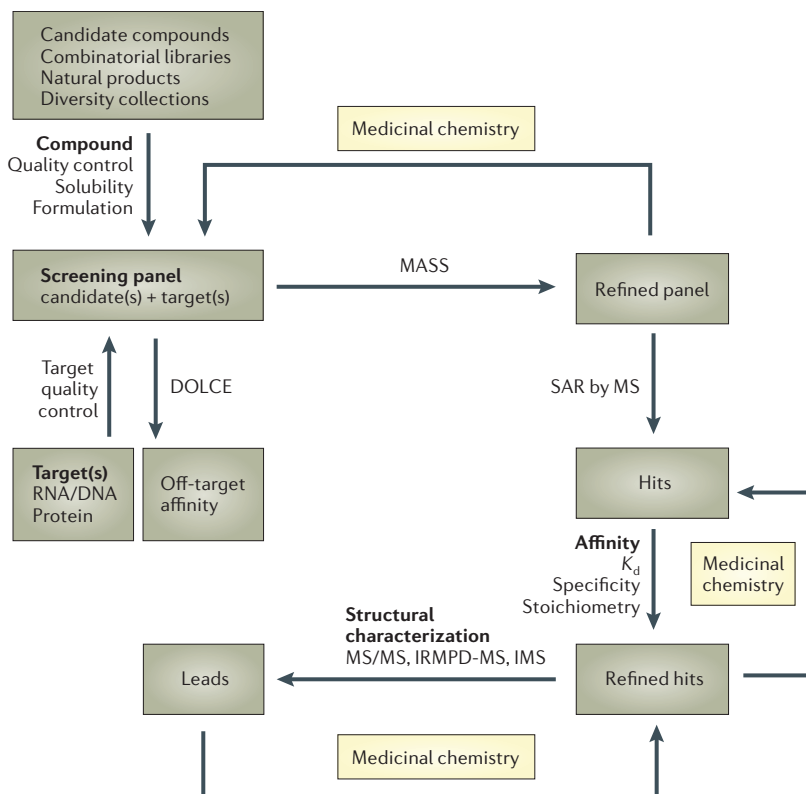 Candidate compounds
Combinatorial libraries
Natural products
Diversity collections
Medicinal chemistry
Compound
Quality control
Solubility
Formulation
Screening panel
candidate(s) + target(s)
MASS
Refined panel
Target
quality
control
DOLCE
SAR by MS
Target(s)
RNA/DNA
Protein
Off-target
affinity
Hits
Affinity
Kd
Specificity
Stoichiometry
Medicinal
chemistry
Structural
characterization
MS/MS, IRMPD-MS, IMS
Leads
Refined hits
Medicinal chemistry